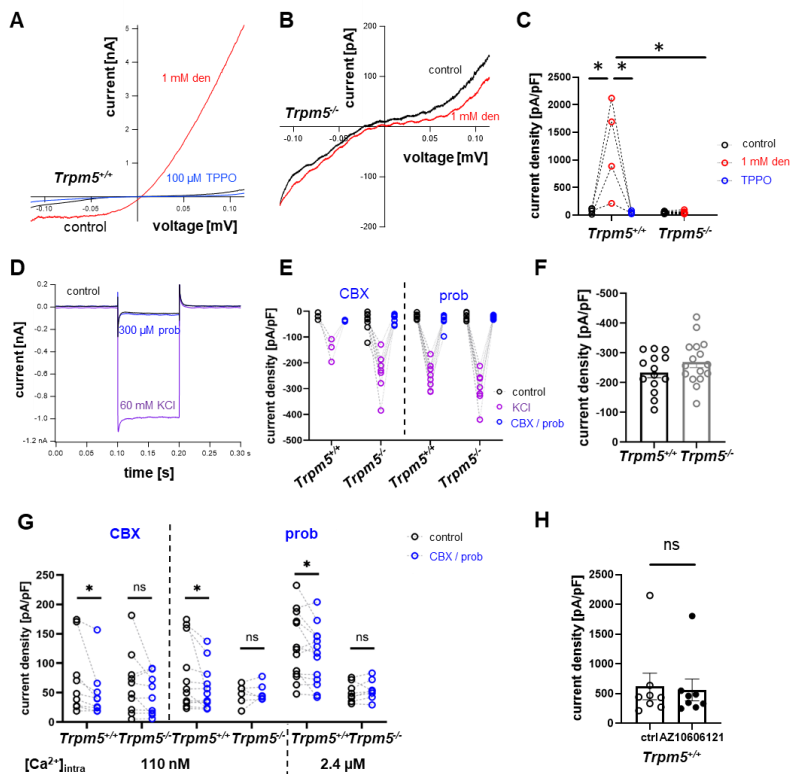 A
current [nA]
5
4
3
2
1
1 mM den
Trpm5+/+
100 µM TPPO
-0.10
-0.05
0.05
0.10
control
voltage [mV]
B
current [pA]
200
100
-100
-200
control
Trpm5-/-
1 mM den
-0.10
-0.05
0.05
0.10
voltage [mV]
C
*
*
*
current density [pA/pF]
2500
2000
1500
1000
500
0
control
1 mM den
TPPO
Trpm5+/+
Trpm5-/-
D
current [nA]
0.2
0.0
-0.2
-0.4
-0.6
-0.8
-1.0
-1.2 nA
control
300 µM prob
60 mM KCl
0.00
0.10
0.20
0.30 s
time [s]
E
CBX
prob
current density [pA/pF]
0
-100
-200
-300
-400
-500
control
KCl
CBX / prob
Trpm5+/+
Trpm5-/-
Trpm5+/+
Trpm5-/-
F
current density [pA/pF]
-500
-400
-300
-200
-100
0
Trpm5+/+
Trpm5-/-
G
CBX
prob
control
CBX / prob
current density [pA/pF]
250
200
150
100
50
0
*
ns
*
ns
*
ns
Trpm5+/+
Trpm5-/-
Trpm5+/+
Trpm5-/-
Trpm5+/+
Trpm5-/-
[Ca2+]intra
110 nM
2.4 µM
H
ns
current density [pA/pF]
2500
2000
1500
1000
500
0
ctrl
AZ10606121
Trpm5+/+